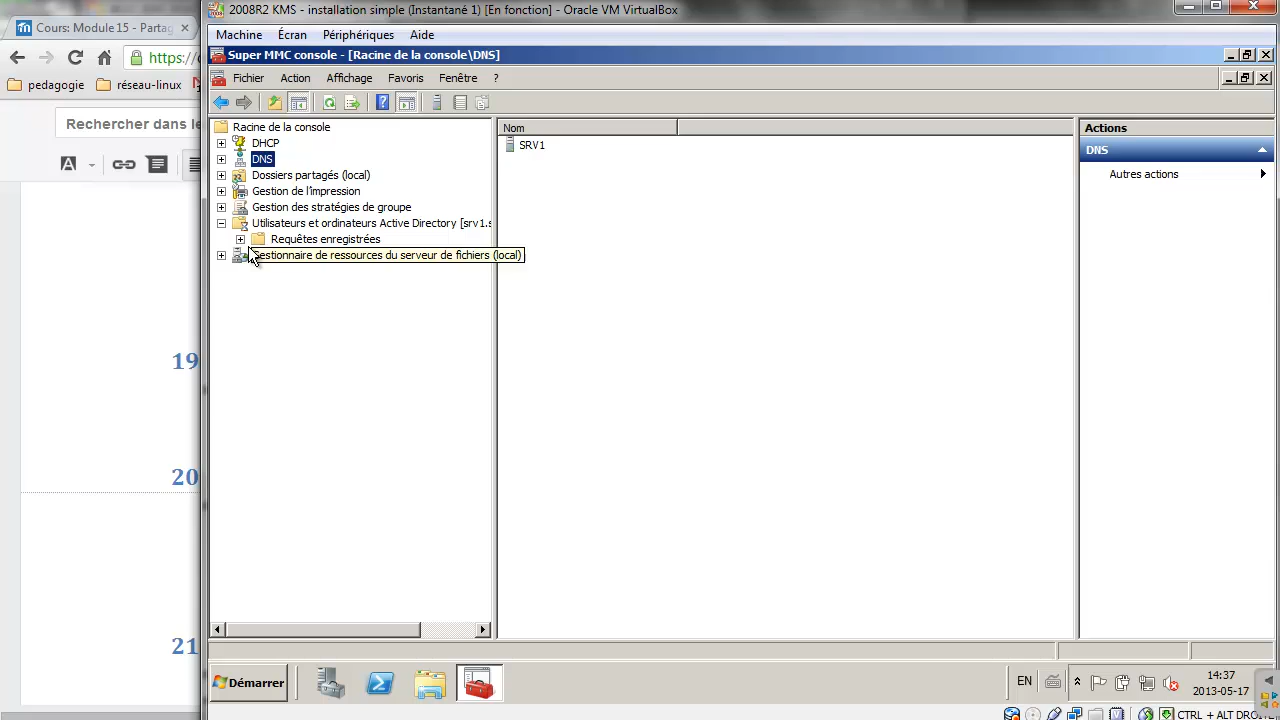 2008R2 KMS - installation simple (Instantané 1) [En fonction] - Oracle VM VirtualBox
Cours: Module 15 - Partag
Machine Écran Périphériques Aide
Super MMC console - [Racine de la console\DNS]
https://
pedagogie réseau-linux
Fichier Action Affichage Favoris Fenêtre ?
Rechercher dans le
Racine de la console
Nom
Actions
DHCP
SRV1
DNS
DNS
Dossiers partagés (local)
Autres actions
Gestion de l'impression
Gestion des stratégies de groupe
Utilisateurs et ordinateurs Active Directory [srv1.s
Requêtes enregistrées
Gestionnaire de ressources du serveur de fichiers (local)
19
20
21
Démarrer
EN
14:37
2013-05-17
CTRL + ALT DROI